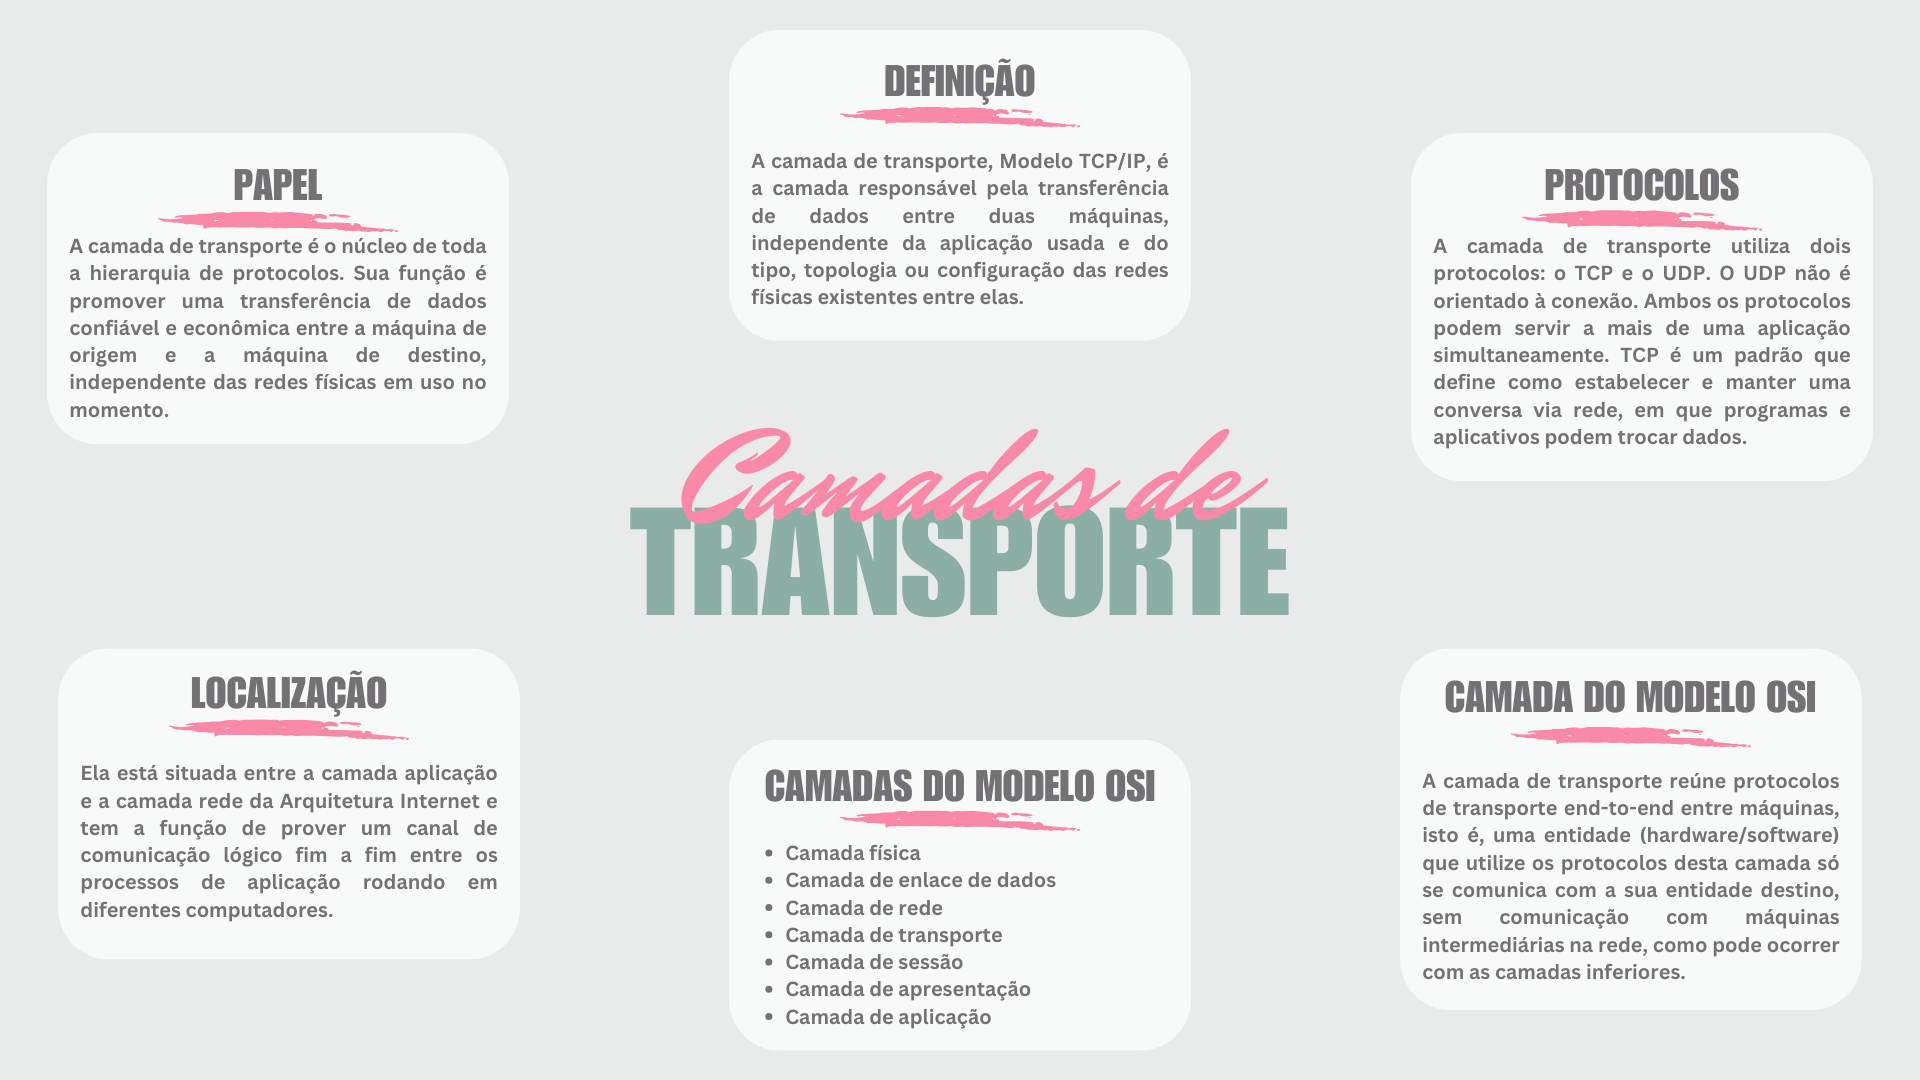 DEFINIÇÃO
A camada de transporte, Modelo TCP/IP, é
a camada responsável pela transferência
de dados entre duas máquinas,
independente da aplicação usada e do
tipo, topologia ou configuração das redes
físicas existentes entre elas.
PAPEL
A camada de transporte é o núcleo de toda
a hierarquia de protocolos. Sua função é
promover uma transferência de dados
confiável e econômica entre a máquina de
origem e a máquina de destino,
independente das redes físicas em uso no
momento.
PROTOCOLOS
A camada de transporte utiliza dois
protocolos: o TCP e o UDP. O UDP não é
orientado à conexão. Ambos os protocolos
podem servir a mais de uma aplicação
simultaneamente. TCP é um padrão que
define como estabelecer e manter uma
conversa via rede, em que programas e
aplicativos podem trocar dados.
Camadas de
TRANSPORTE
LOCALIZAÇÃO
Ela está situada entre a camada aplicação
e a camada rede da Arquitetura Internet e
tem a função de prover um canal de
comunicação lógico fim a fim entre os
processos de aplicação rodando em
diferentes computadores.
CAMADAS DO MODELO OSI
• Camada física
• Camada de enlace de dados
• Camada de rede
• Camada de transporte
• Camada de sessão
• Camada de apresentação
• Camada de aplicação
CAMADA DO MODELO OSI
A camada de transporte reúne protocolos
de transporte end-to-end entre máquinas,
isto é, uma entidade (hardware/software)
que utilize os protocolos desta camada só
se comunica com a sua entidade destino,
sem comunicação com máquinas
intermediárias na rede, como pode ocorrer
com as camadas inferiores.